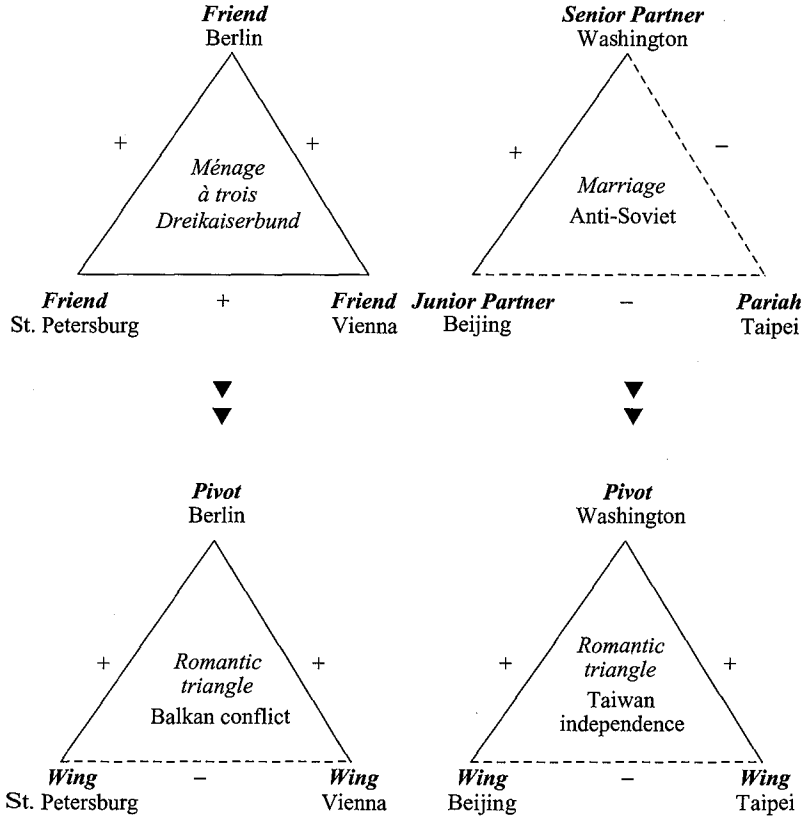 Friend
Berlin
+
+
Ménage
à trois
Dreikaiserbund
Friend
St. Petersburg
+
Friend
Vienna
Senior Partner
Washington
+
–
Marriage
Anti-Soviet
Junior Partner
Beijing
–
Pariah
Taipei
Pivot
Berlin
+
+
Romantic
triangle
Balkan conflict
Wing
St. Petersburg
–
Wing
Vienna
Pivot
Washington
+
+
Romantic
triangle
Taiwan
independence
Wing
Beijing
–
Wing
Taipei